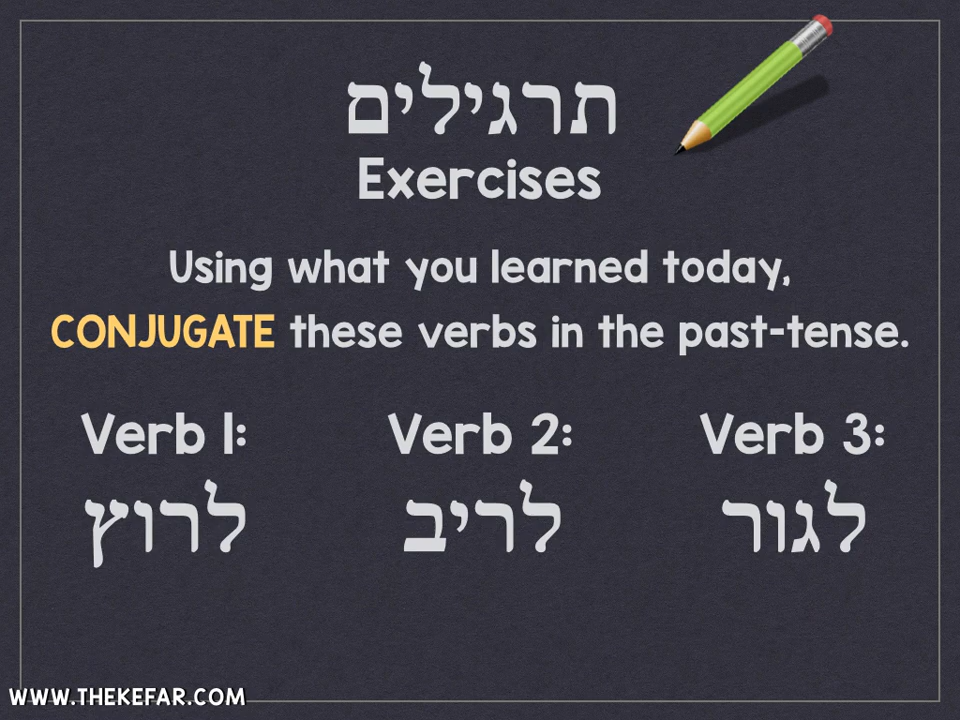 תרגילים
Exercises
Using what you learned today,
CONJUGATE these verbs in the past-tense.
Verb 1: Verb 2: Verb 3:
לרוץ לריב לגור
WWW.THEKEFAR.COM